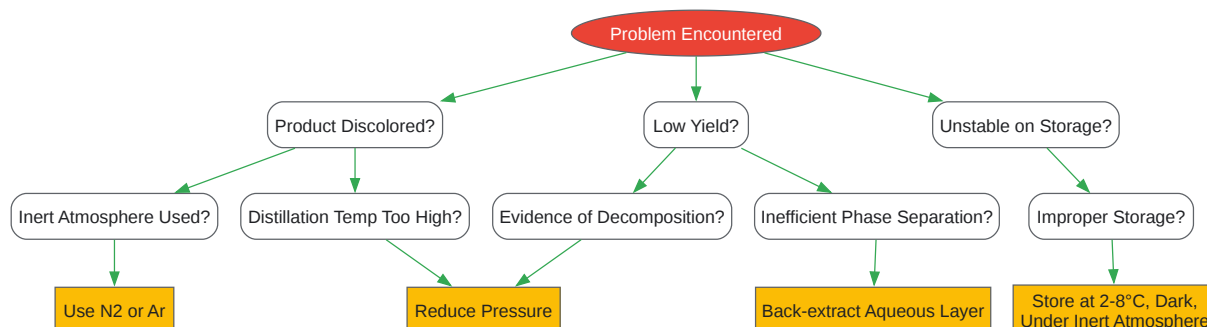 Problem Encountered
Product Discolored?
Low Yield?
Unstable on Storage?
Inert Atmosphere Used?
Distillation Temp Too High?
Evidence of Decomposition?
Inefficient Phase Separation?
Improper Storage?
Use N2 or Ar
Reduce Pressure
Back-extract Aqueous Layer
Store at 2-8°C, Dark,
Under Inert Atmosphere